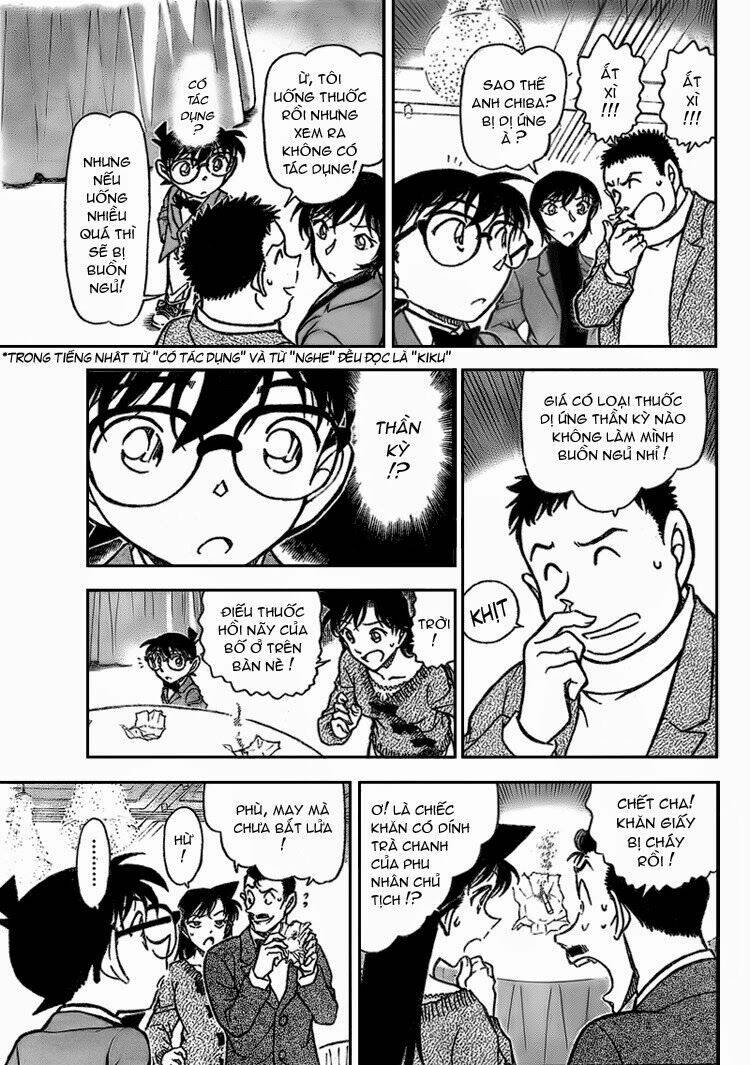 ẮT
XÌ
!!!
ẮT
XÌ
!!!
SAO THẾ
ANH CHIBA?
BỊ DỊ ỨNG
À ?
Ừ, TÔI
UỐNG THUỐC
RỒI NHƯNG
XEM RA
KHÔNG CÓ
TÁC DỤNG!
CÓ
TÁC
DỤNG
?
NHƯNG
NẾU
UỐNG
NHIỀU
QUÁ THÌ
SẼ BỊ
BUỒN
NGỦ!
*TRONG TIẾNG NHẬT TỪ "CÓ TÁC DỤNG" VÀ TỪ "NGHE" ĐỀU ĐỌC LÀ "KIKU"
GIÁ CÓ LOẠI THUỐC
DỊ ỨNG THẦN KỲ NÀO
KHÔNG LÀM MÌNH
BUỒN NGỦ NHỈ !
KHỊT
THẦN
KỲ
!?
TRỜI
!
ĐIẾU THUỐC
HỒI NÃY CỦA
BỐ Ở TRÊN
BÀN NÈ !
CHẾT CHA!
KHĂN GIẤY
BỊ CHÁY
RỒI !
Ơ! LÀ CHIẾC
KHĂN CÓ DÍNH
TRÀ CHANH
CỦA PHU
NHÂN CHỦ
TỊCH !?
PHÙ, MAY MÀ
CHƯA BẮT LỬA !
HỪ
!
......